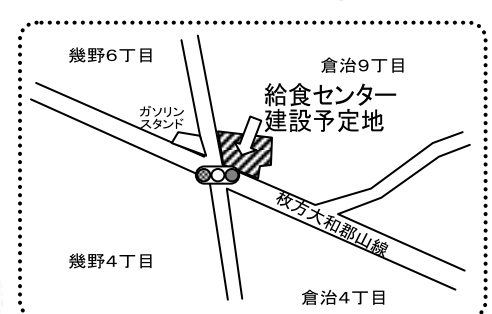 幾野6丁目
倉治9丁目
給食センター
建設予定地
ガソリン
スタンド
枚方大和郡山線
幾野4丁目
倉治4丁目